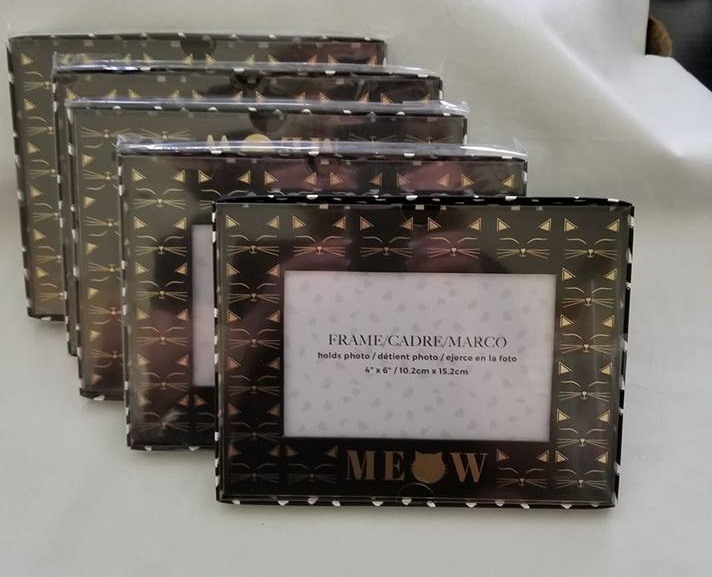 FRAME/CADRE/MARCO
holds photo / détient photo / ejerce en la foto
4" x 6" / 10.2cm x 15.2cm
MEOW